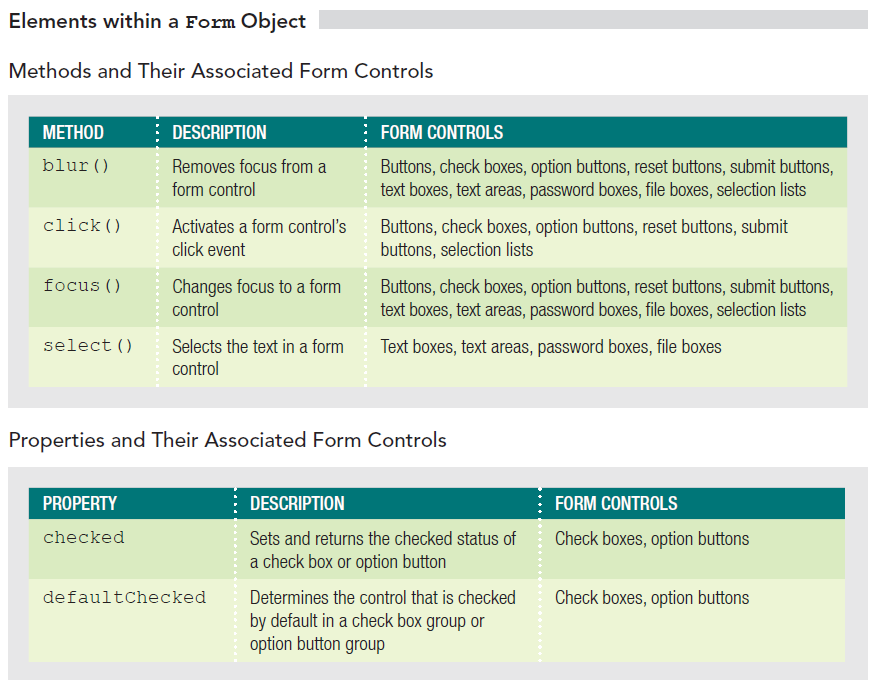 Elements within a Form Object
Methods and Their Associated Form Controls
METHOD DESCRIPTION FORM CONTROLS
blur() Removes focus from a Buttons, check boxes, option buttons, reset buttons, submit buttons,
form control text boxes, text areas, password boxes, file boxes, selection lists
click() Activates a form control's Buttons, check boxes, option buttons, reset buttons, submit
click event buttons, selection lists
focus() Changes focus to a form Buttons, check boxes, option buttons, reset buttons, submit buttons,
control text boxes, text areas, password boxes, file boxes, selection lists
select() Selects the text in a form Text boxes, text areas, password boxes, file boxes
control
Properties and Their Associated Form Controls
PROPERTY DESCRIPTION FORM CONTROLS
checked Sets and returns the checked status of Check boxes, option buttons
a check box or option button
defaultChecked Determines the control that is checked Check boxes, option buttons
by default in a check box group or
option button group